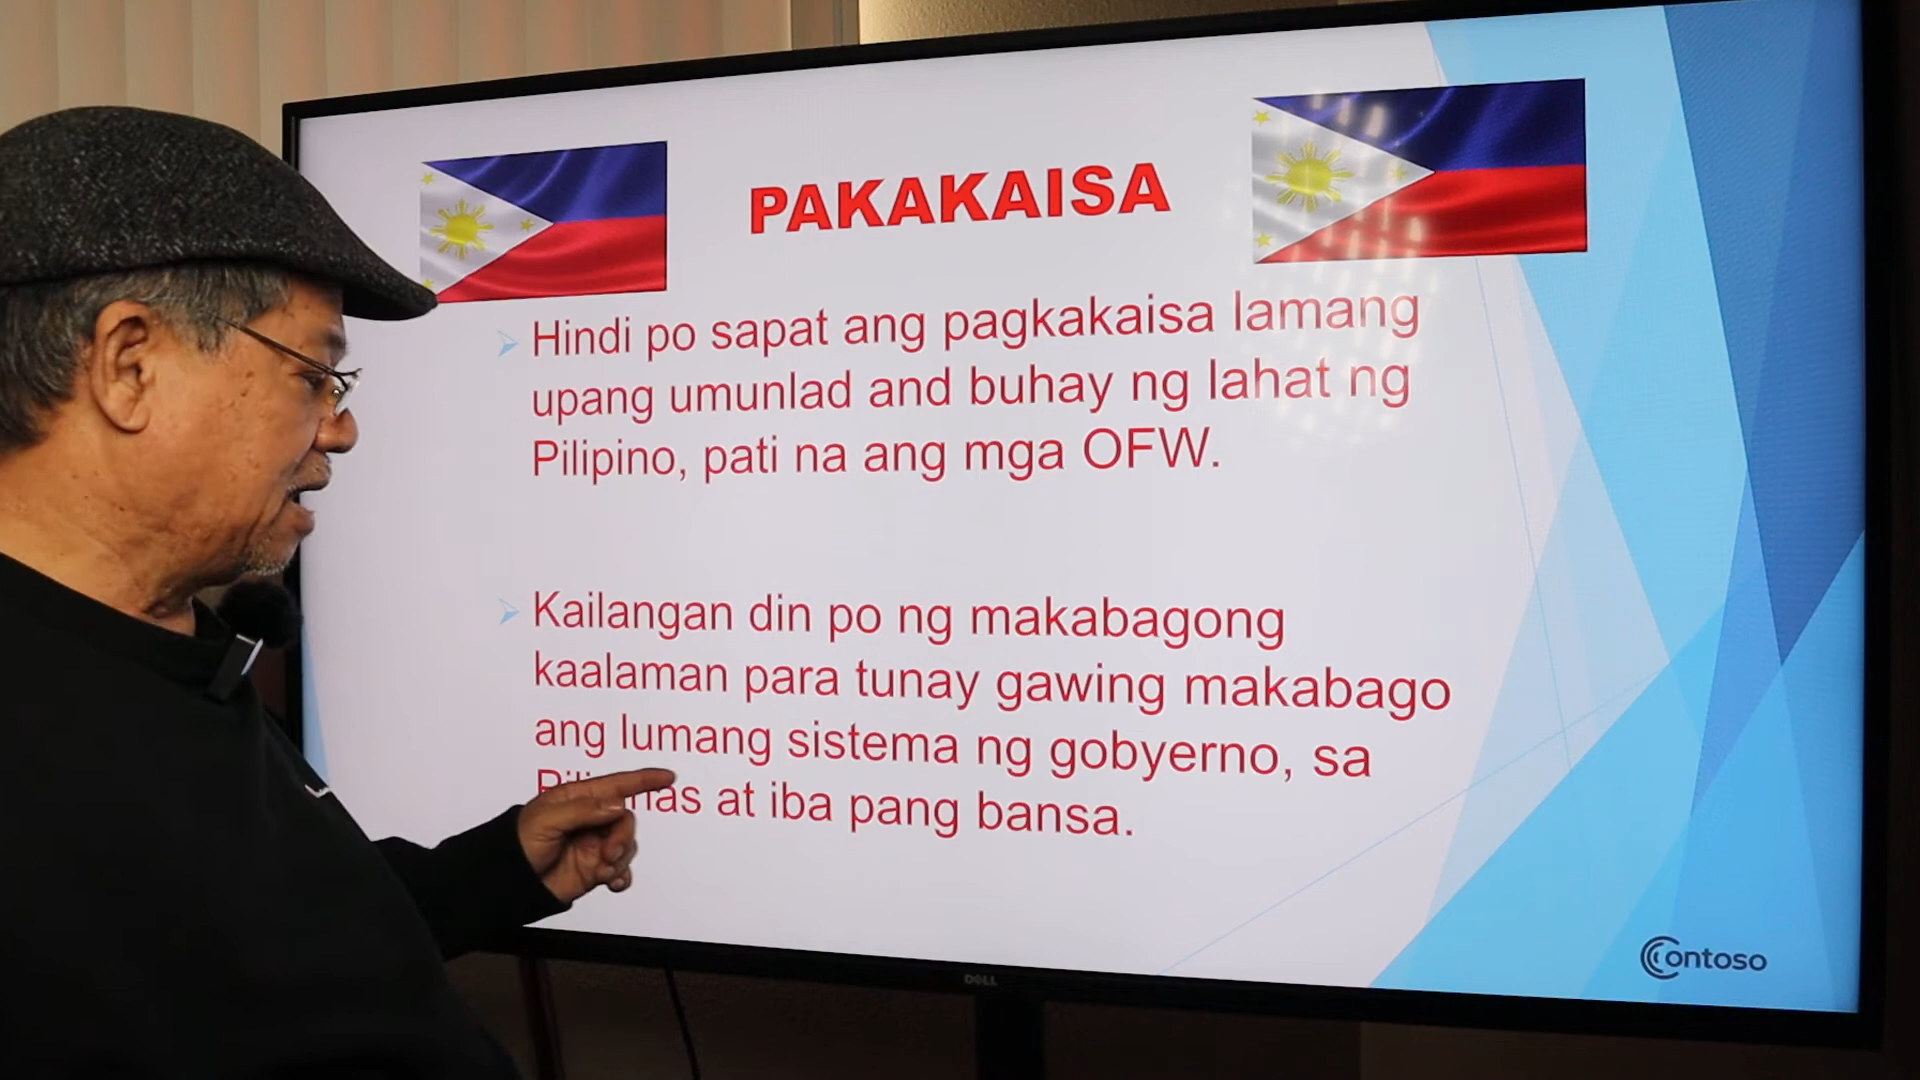 PAKAKAISA
Hindi po sapat ang pagkakaisa lamang
upang umunlad and buhay ng lahat ng
Pilipino, pati na ang mga OFW.
Kailangan din po ng makabagong
kaalaman para tunay gawing makabago
ang lumang sistema ng gobyerno, sa
at iba pang bansa.
Contoso
DELL